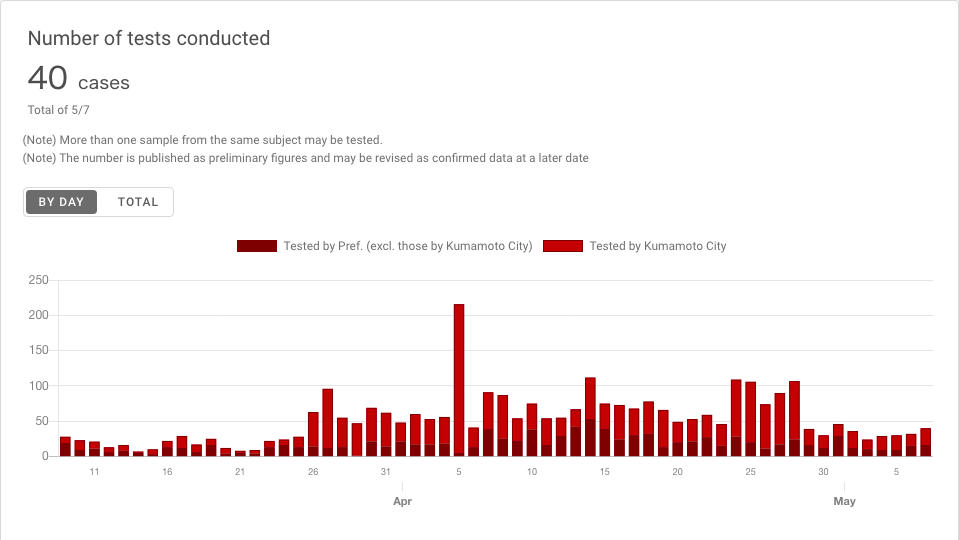 Number of tests conducted
40 cases
Total of 5/7
(Note) More than one sample from the same subject may be tested.
(Note) The number is published as preliminary figures and may be revised as confirmed data at a later date
BY DAY TOTAL
Tested by Pref. (excl. those by Kumamoto City) Tested by Kumamoto City
250
200
150
100
50
0
11 16 21 26 31 5 10 15 20 25 30 5
Apr May